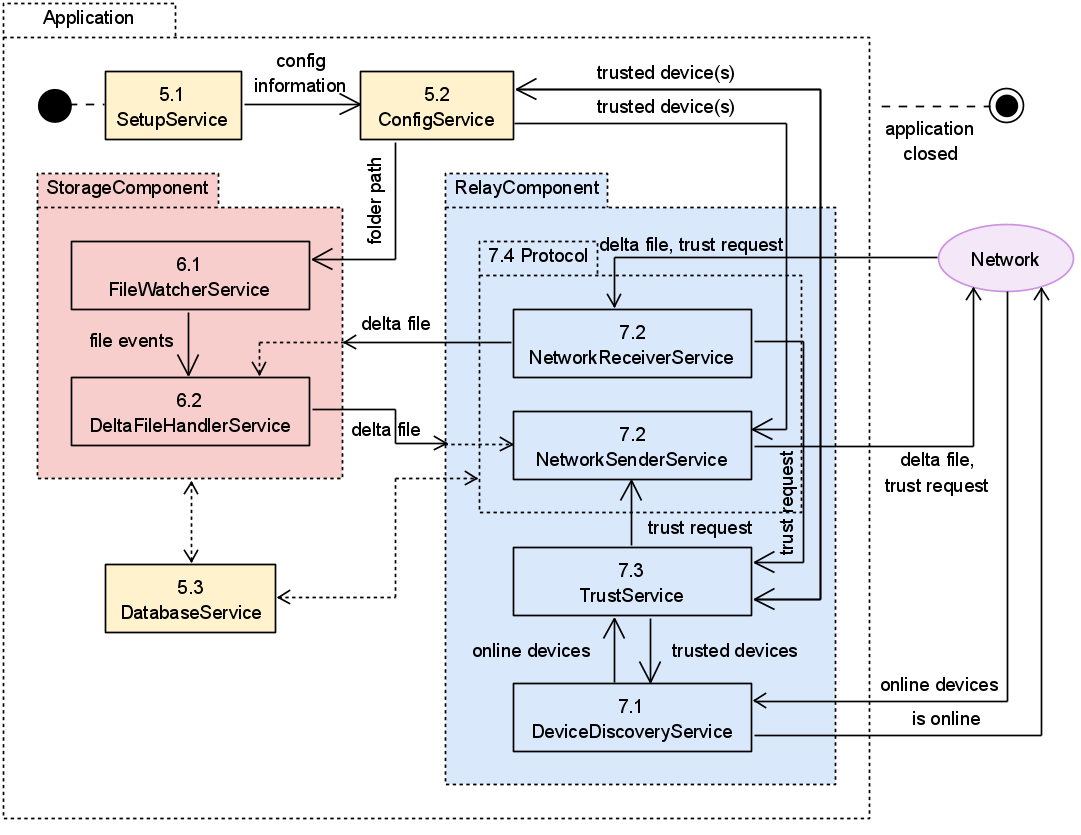 Application
5.1
SetupService
config
information
5.2
ConfigService
trusted device(s)
trusted device(s)
application
closed
folder path
StorageComponent
6.1
FileWatcherService
file events
6.2
DeltaFileHandlerService
delta file
delta file
5.3
DatabaseService
RelayComponent
7.4 Protocol
delta file, trust request
7.2
NetworkReceiverService
7.2
NetworkSenderService
trust request
trust request
7.3
TrustService
online devices
trusted devices
7.1
DeviceDiscoveryService
Network
delta file,
trust request
online devices
is online